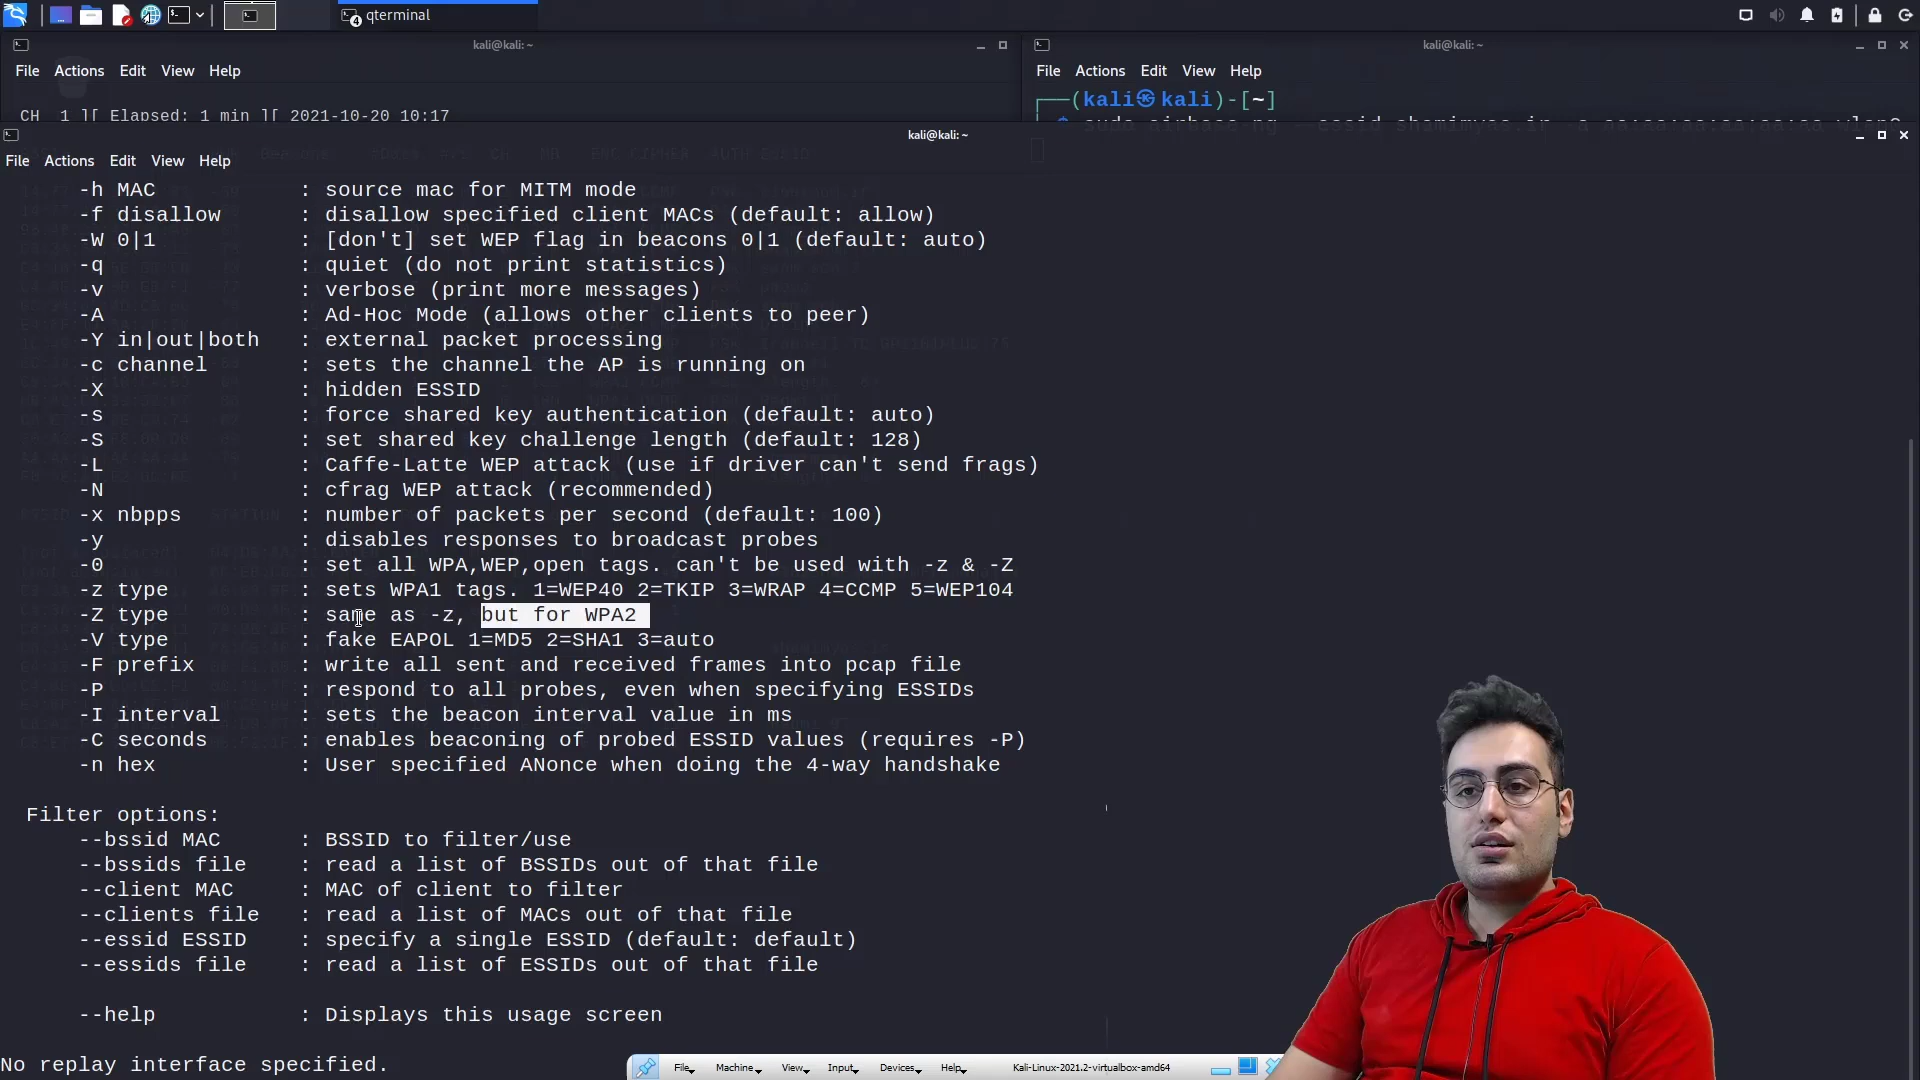 qterminal
4
kali@kali: ~
kali@kali: ~
File Actions Edit View Help
File Actions Edit View Help
CH 1 ][ Elapsed: 1 min ][ 2021-10-20 10:17
(kali㉿kali)-[~]
$ sudo airbase-ng --essid shamimyas.ir -a aa:aa:aa:aa:aa:aa wlan0
kali@kali: ~
File Actions Edit View Help
-h MAC : source mac for MITM mode
-f disallow : disallow specified client MACs (default: allow)
-W 0|1 : [don't] set WEP flag in beacons 0|1 (default: auto)
-q : quiet (do not print statistics)
-v : verbose (print more messages)
-A : Ad-Hoc Mode (allows other clients to peer)
-Y in|out|both : external packet processing
-c channel : sets the channel the AP is running on
-X : hidden ESSID
-s : force shared key authentication (default: auto)
-S : set shared key challenge length (default: 128)
-L : Caffe-Latte WEP attack (use if driver can't send frags)
-N : cfrag WEP attack (recommended)
-x nbpps : number of packets per second (default: 100)
-y : disables responses to broadcast probes
-0 : set all WPA,WEP,open tags. can't be used with -z & -Z
-z type : sets WPA1 tags. 1=WEP40 2=TKIP 3=WRAP 4=CCMP 5=WEP104
-Z type : same as -z, but for WPA2
-V type : fake EAPOL 1=MD5 2=SHA1 3=auto
-F prefix : write all sent and received frames into pcap file
-P : respond to all probes, even when specifying ESSIDs
-I interval : sets the beacon interval value in ms
-C seconds : enables beaconing of probed ESSID values (requires -P)
-n hex : User specified ANonce when doing the 4-way handshake
Filter options:
--bssid MAC : BSSID to filter/use
--bssids file : read a list of BSSIDs out of that file
--client MAC : MAC of client to filter
--clients file : read a list of MACs out of that file
--essid ESSID : specify a single ESSID (default: default)
--essids file : read a list of ESSIDs out of that file
--help : Displays this usage screen
No replay interface specified.
File Machine View Input Devices Help Kali-Linux-2021.2-virtualbox-amd64